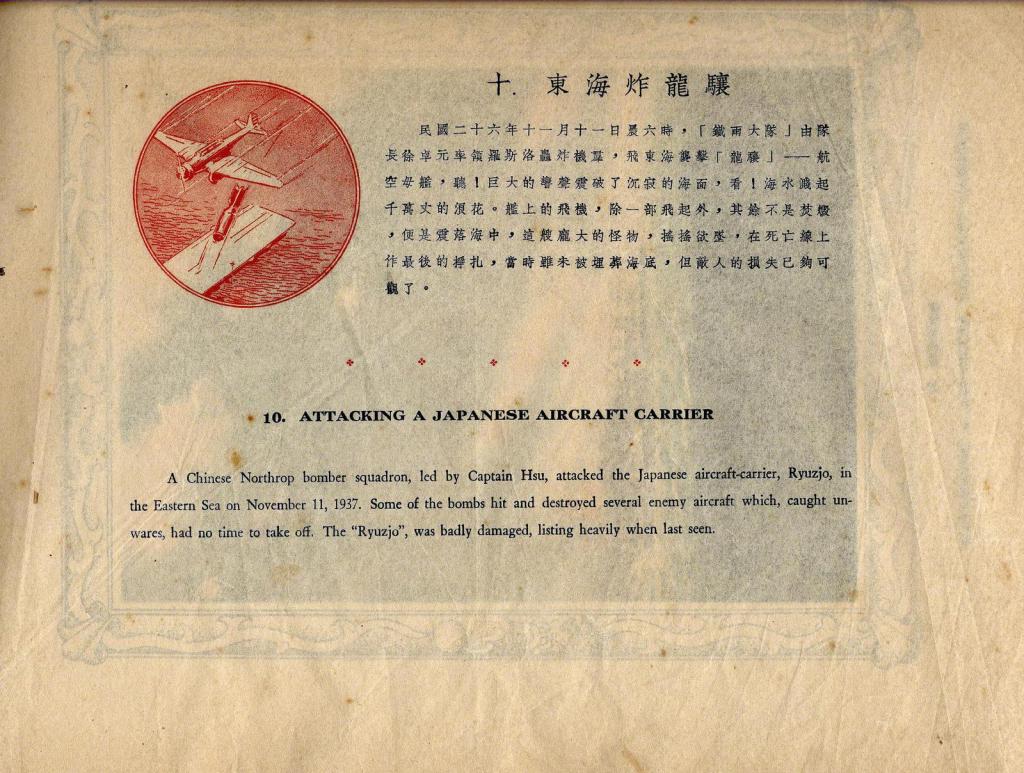 十. 東海炸龍驤
民國二十六年十一月十一日晨六時，「鐵雨大隊」由隊
長徐卓元率領羅斯洛轟炸機羣，飛東海襲擊「龍驤」——航
空母艦，聽！巨大的響聲震破了沉寂的海面，看！海水濺起
千萬丈的浪花。艦上的飛機，除一部飛起外，其餘不是焚燬
，便是震落海中，這艘龐大的怪物，搖搖欲墜，在死亡線上
作最後的掙扎，當時雖未被埋葬海底，但敵人的損失已夠可
觀了。
10. ATTACKING A JAPANESE AIRCRAFT CARRIER
A Chinese Northrop bomber squadron, led by Captain Hsu, attacked the Japanese aircraft-carrier, Ryuzjo, in
the Eastern Sea on November 11, 1937. Some of the bombs hit and destroyed several enemy aircraft which, caught un-
wares, had no time to take off. The "Ryuzjo", was badly damaged, listing heavily when last seen.